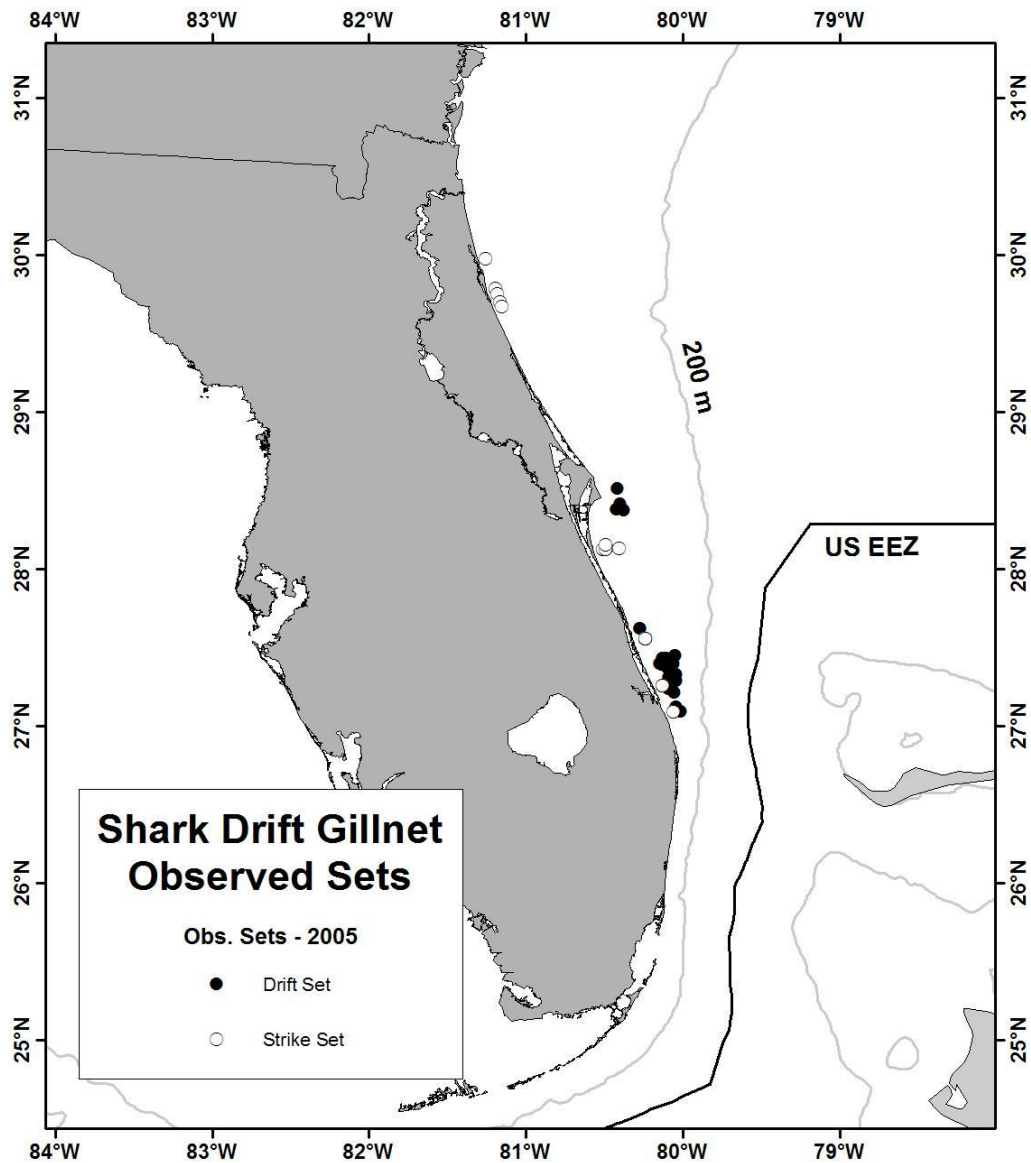 84°W 83°W 82°W 81°W 80°W 79°W
31°N 31°N
30°N 30°N
200 m
29°N 29°N
US EEZ
28°N 28°N
27°N 27°N
Shark Drift Gillnet
Observed Sets
Obs. Sets - 2005
Drift Set
Strike Set
26°N 26°N
25°N 25°N
84°W 83°W 82°W 81°W 80°W 79°W